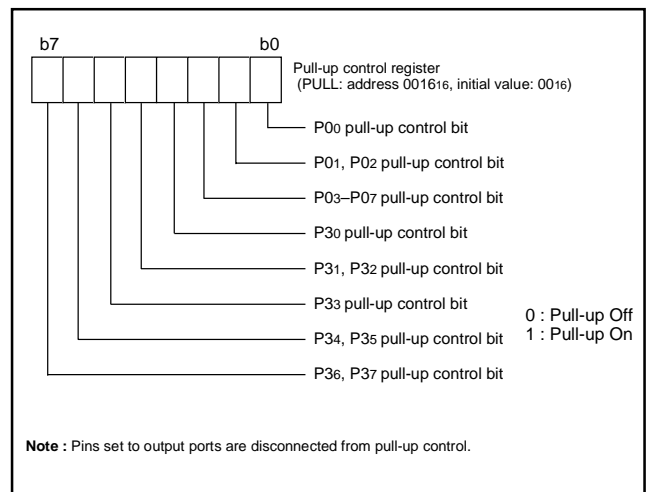 b7 b0
Pull-up control register
(PULL: address 001616, initial value: 0016)
P00 pull-up control bit
P01, P02 pull-up control bit
P03–P07 pull-up control bit
P30 pull-up control bit
P31, P32 pull-up control bit
P33 pull-up control bit
P34, P35 pull-up control bit
P36, P37 pull-up control bit
0 : Pull-up Off
1 : Pull-up On
Note : Pins set to output ports are disconnected from pull-up control.